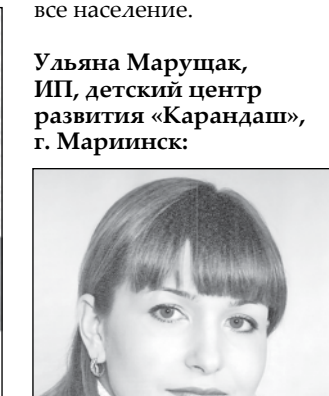 все население.
Ульяна Марущак,
ИП, детский центр
развития «Карандаш»,
г. Мариинск: